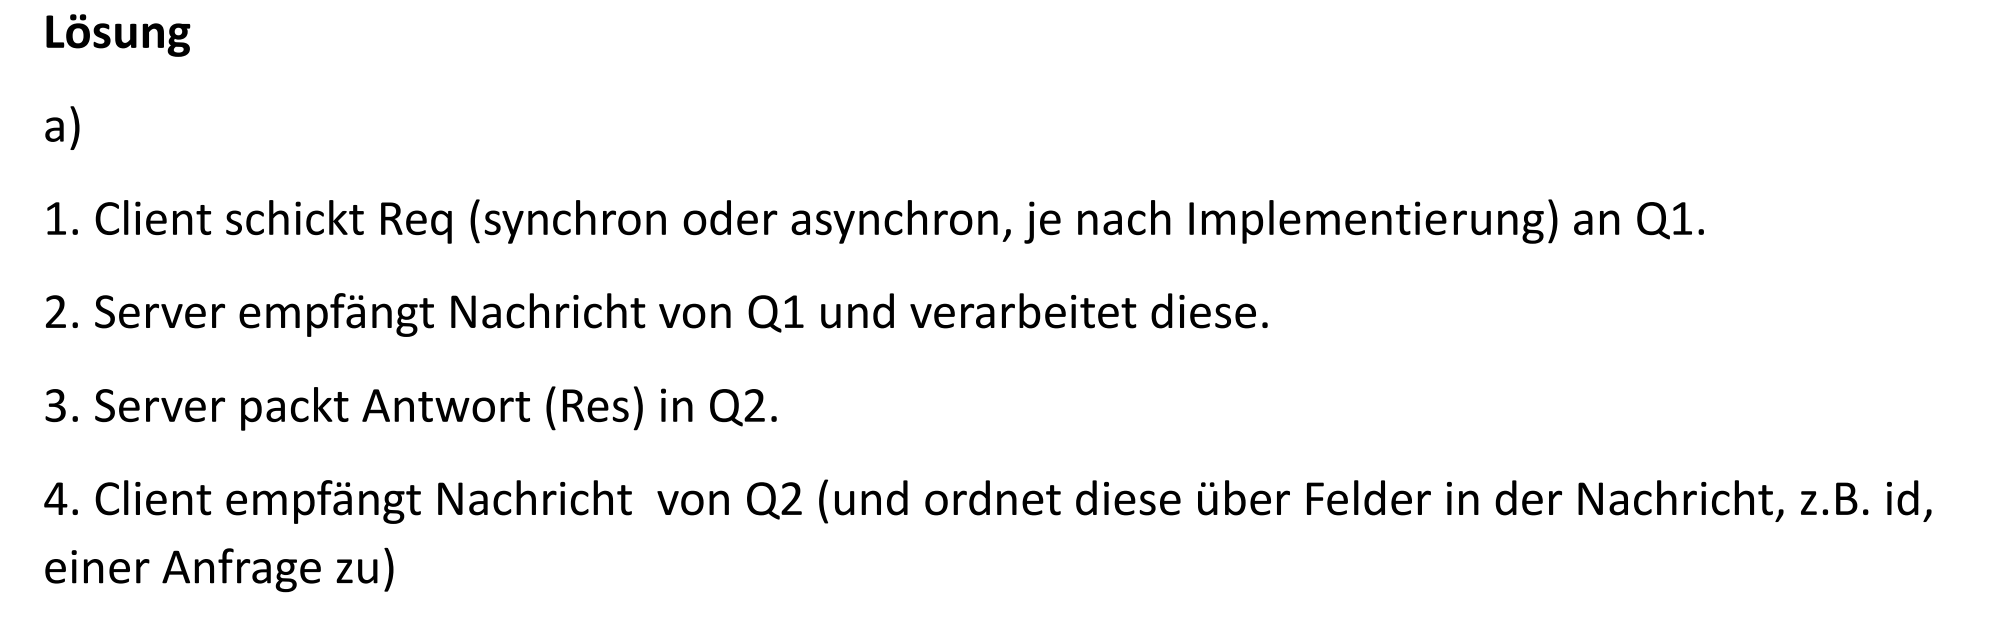 Lösung
a)
1. Client schickt Req (synchron oder asynchron, je nach Implementierung) an Q1.
2. Server empfängt Nachricht von Q1 und verarbeitet diese.
3. Server packt Antwort (Res) in Q2.
4. Client empfängt Nachricht  von Q2 (und ordnet diese über Felder in der Nachricht, z.B. id,
einer Anfrage zu)